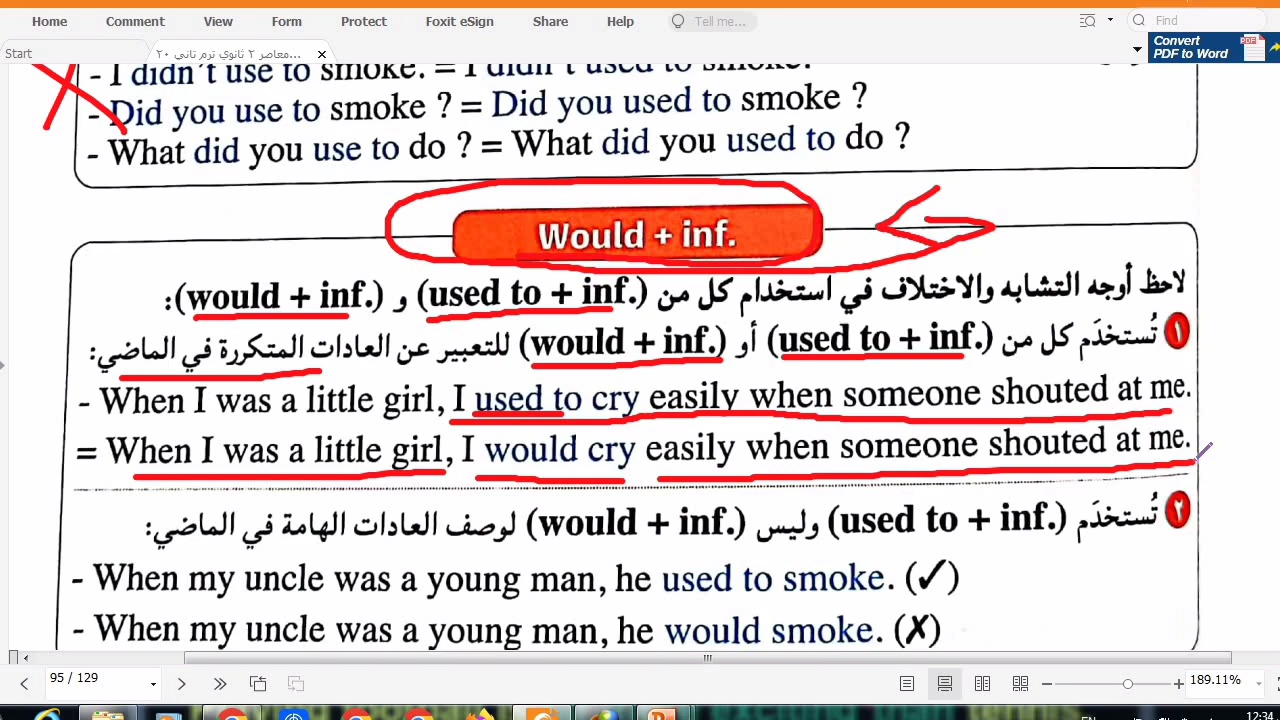 Home Comment View Form Protect Foxit eSign Share Help Tell me... Find
Start معاصر ٢ ثانوي ترم تاني ٢٠... Convert
PDF to Word
- I didn't use to smoke. = I didn't used to smoke.
- Did you use to smoke ? = Did you used to smoke ?
- What did you use to do ? = What did you used to do ?
Would + inf.
لاحظ أوجه التشابه والاختلاف في استخدام كل من (used to + inf.) و (would + inf.):
١ تُستخدَم كل من (used to + inf.) أو (would + inf.) للتعبير عن العادات المتكررة في الماضي:
- When I was a little girl, I used to cry easily when someone shouted at me.
= When I was a little girl, I would cry easily when someone shouted at me.
٢ تُستخدَم (used to + inf.) وليس (would + inf.) لوصف العادات الهامة في الماضي:
- When my uncle was a young man, he used to smoke. (✓)
- When my uncle was a young man, he would smoke. (✗)
95 / 129 189.11%
EN 12:34